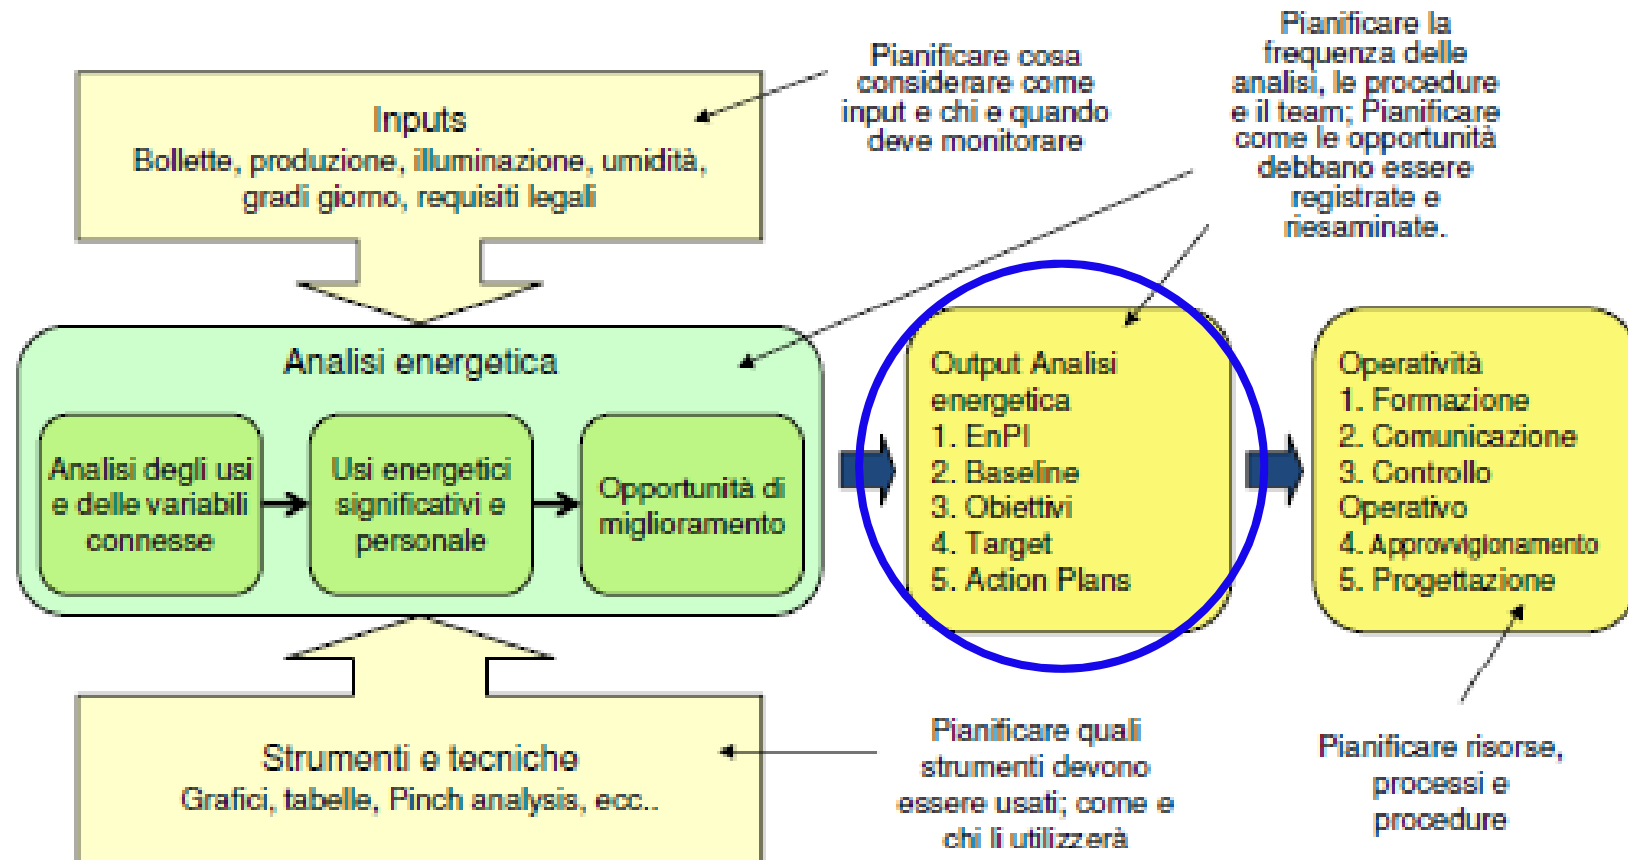 Inputs
Bollette, produzione, illuminazione, umidità,
gradi giorno, requisiti legali
Pianificare cosa
considerare come
input e chi e quando
deve monitorare
Pianificare la
frequenza delle
analisi, le procedure
e il team; Pianificare
come le opportunità
debbano essere
registrate e
riesaminate.
Analisi energetica
Analisi degli usi
e delle variabili
connesse
Usi energetici
significativi e
personale
Opportunità di
miglioramento
Output Analisi
energetica
1. EnPI
2. Baseline
3. Obiettivi
4. Target
5. Action Plans
Operatività
1. Formazione
2. Comunicazione
3. Controllo
Operativo
4. Approvvigionamento
5. Progettazione
Strumenti e tecniche
Grafici, tabelle, Pinch analysis, ecc..
Pianificare quali
strumenti devono
essere usati; come e
chi li utilizzerà
Pianificare risorse,
processi e
procedure